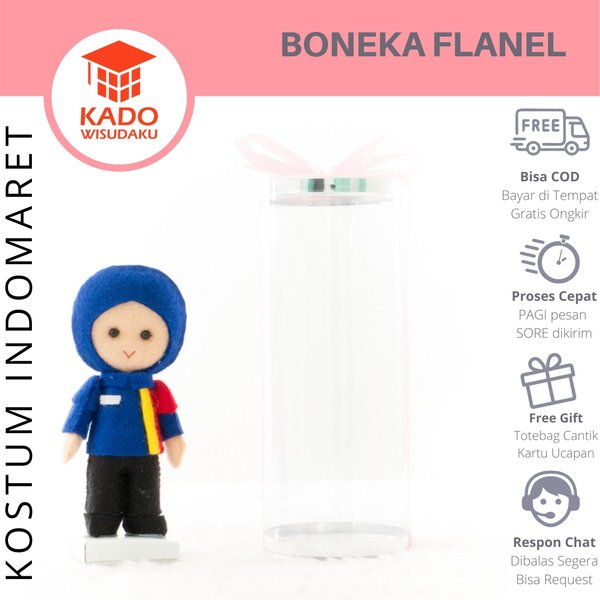 BONEKA FLANEL
KADO
WISUDAKU
KOSTUM INDOMARET
FREE
Bisa COD
Bayar di Tempat
Gratis Ongkir
Proses Cepat
PAGI pesan
SORE dikirim
Free Gift
Totebag Cantik
Kartu Ucapan
Respon Chat
Dibalas Segera
Bisa Request